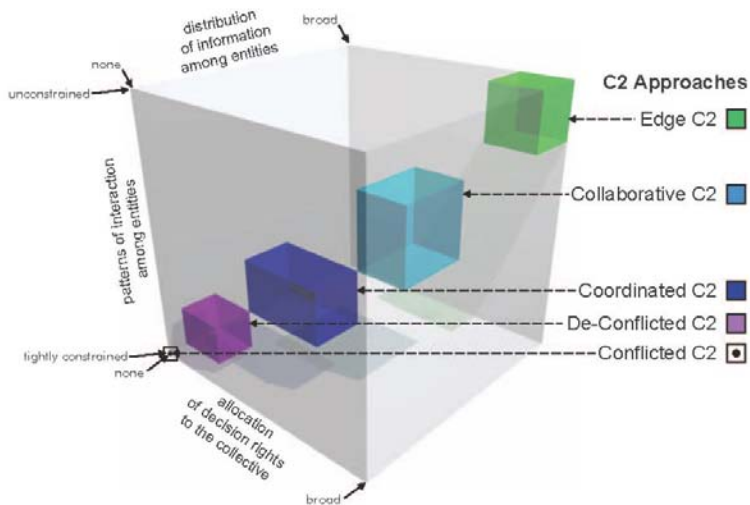 distribution
of information
among entities
broad
none
unconstrained
C2 Approaches
Edge C2
Collaborative C2
patterns of interaction
among entities
Coordinated C2
De-Conflicted C2
Conflicted C2
tightly constrained
none
allocation
of decision rights
to the collective
broad